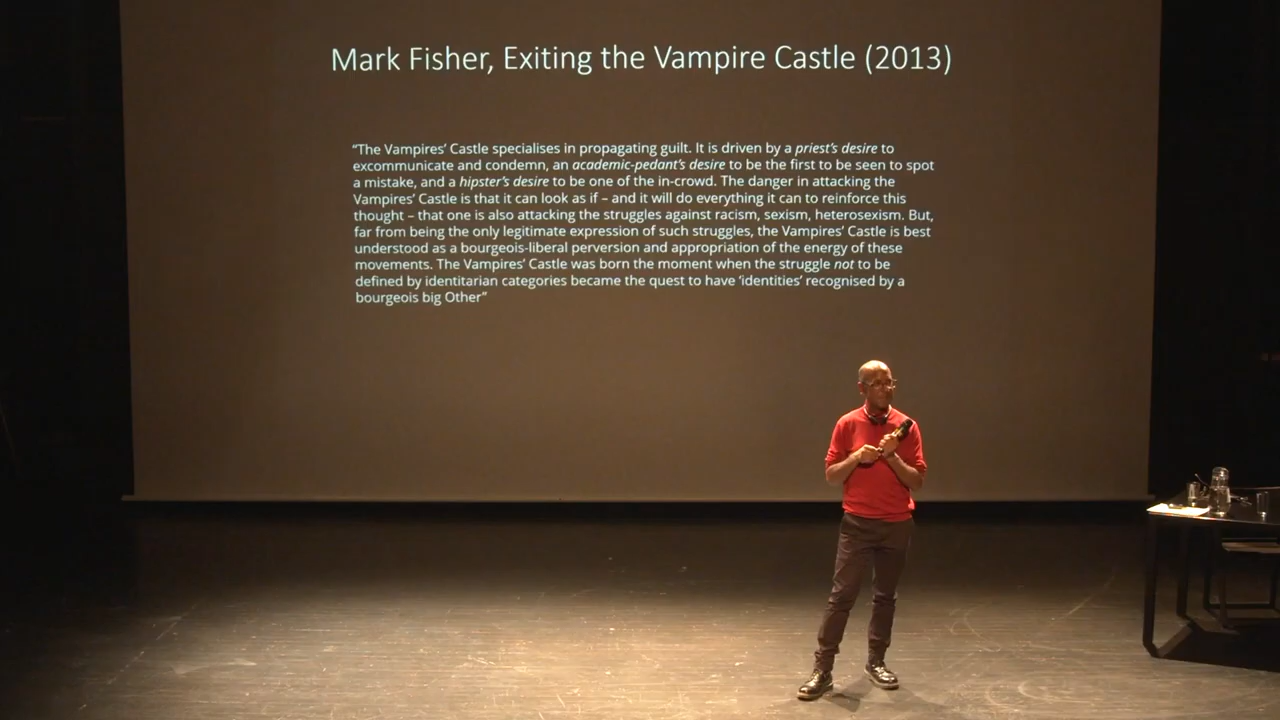 Mark Fisher, Exiting the Vampire Castle (2013)
“The Vampires’ Castle specialises in propagating guilt. It is driven by a priest’s desire to
excommunicate and condemn, an academic-pedant’s desire to be the first to be seen to spot
a mistake, and a hipster’s desire to be one of the in-crowd. The danger in attacking the
Vampires’ Castle is that it can look as if – and it will do everything it can to reinforce this
thought – that one is also attacking the struggles against racism, sexism, heterosexism. But,
far from being the only legitimate expression of such struggles, the Vampires’ Castle is best
understood as a bourgeois-liberal perversion and appropriation of the energy of these
movements. The Vampires’ Castle was born the moment when the struggle not to be
defined by identitarian categories became the quest to have ‘identities’ recognised by a
bourgeois big Other”